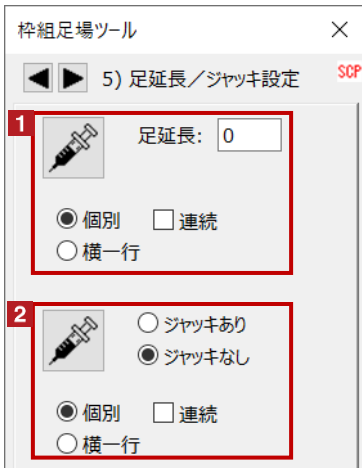 枠組足場ツール
5) 足延長／ジャッキ設定
SCP
1
足延長: 0
個別 連続
横一行
2
ジャッキあり
ジャッキなし
個別 連続
横一行